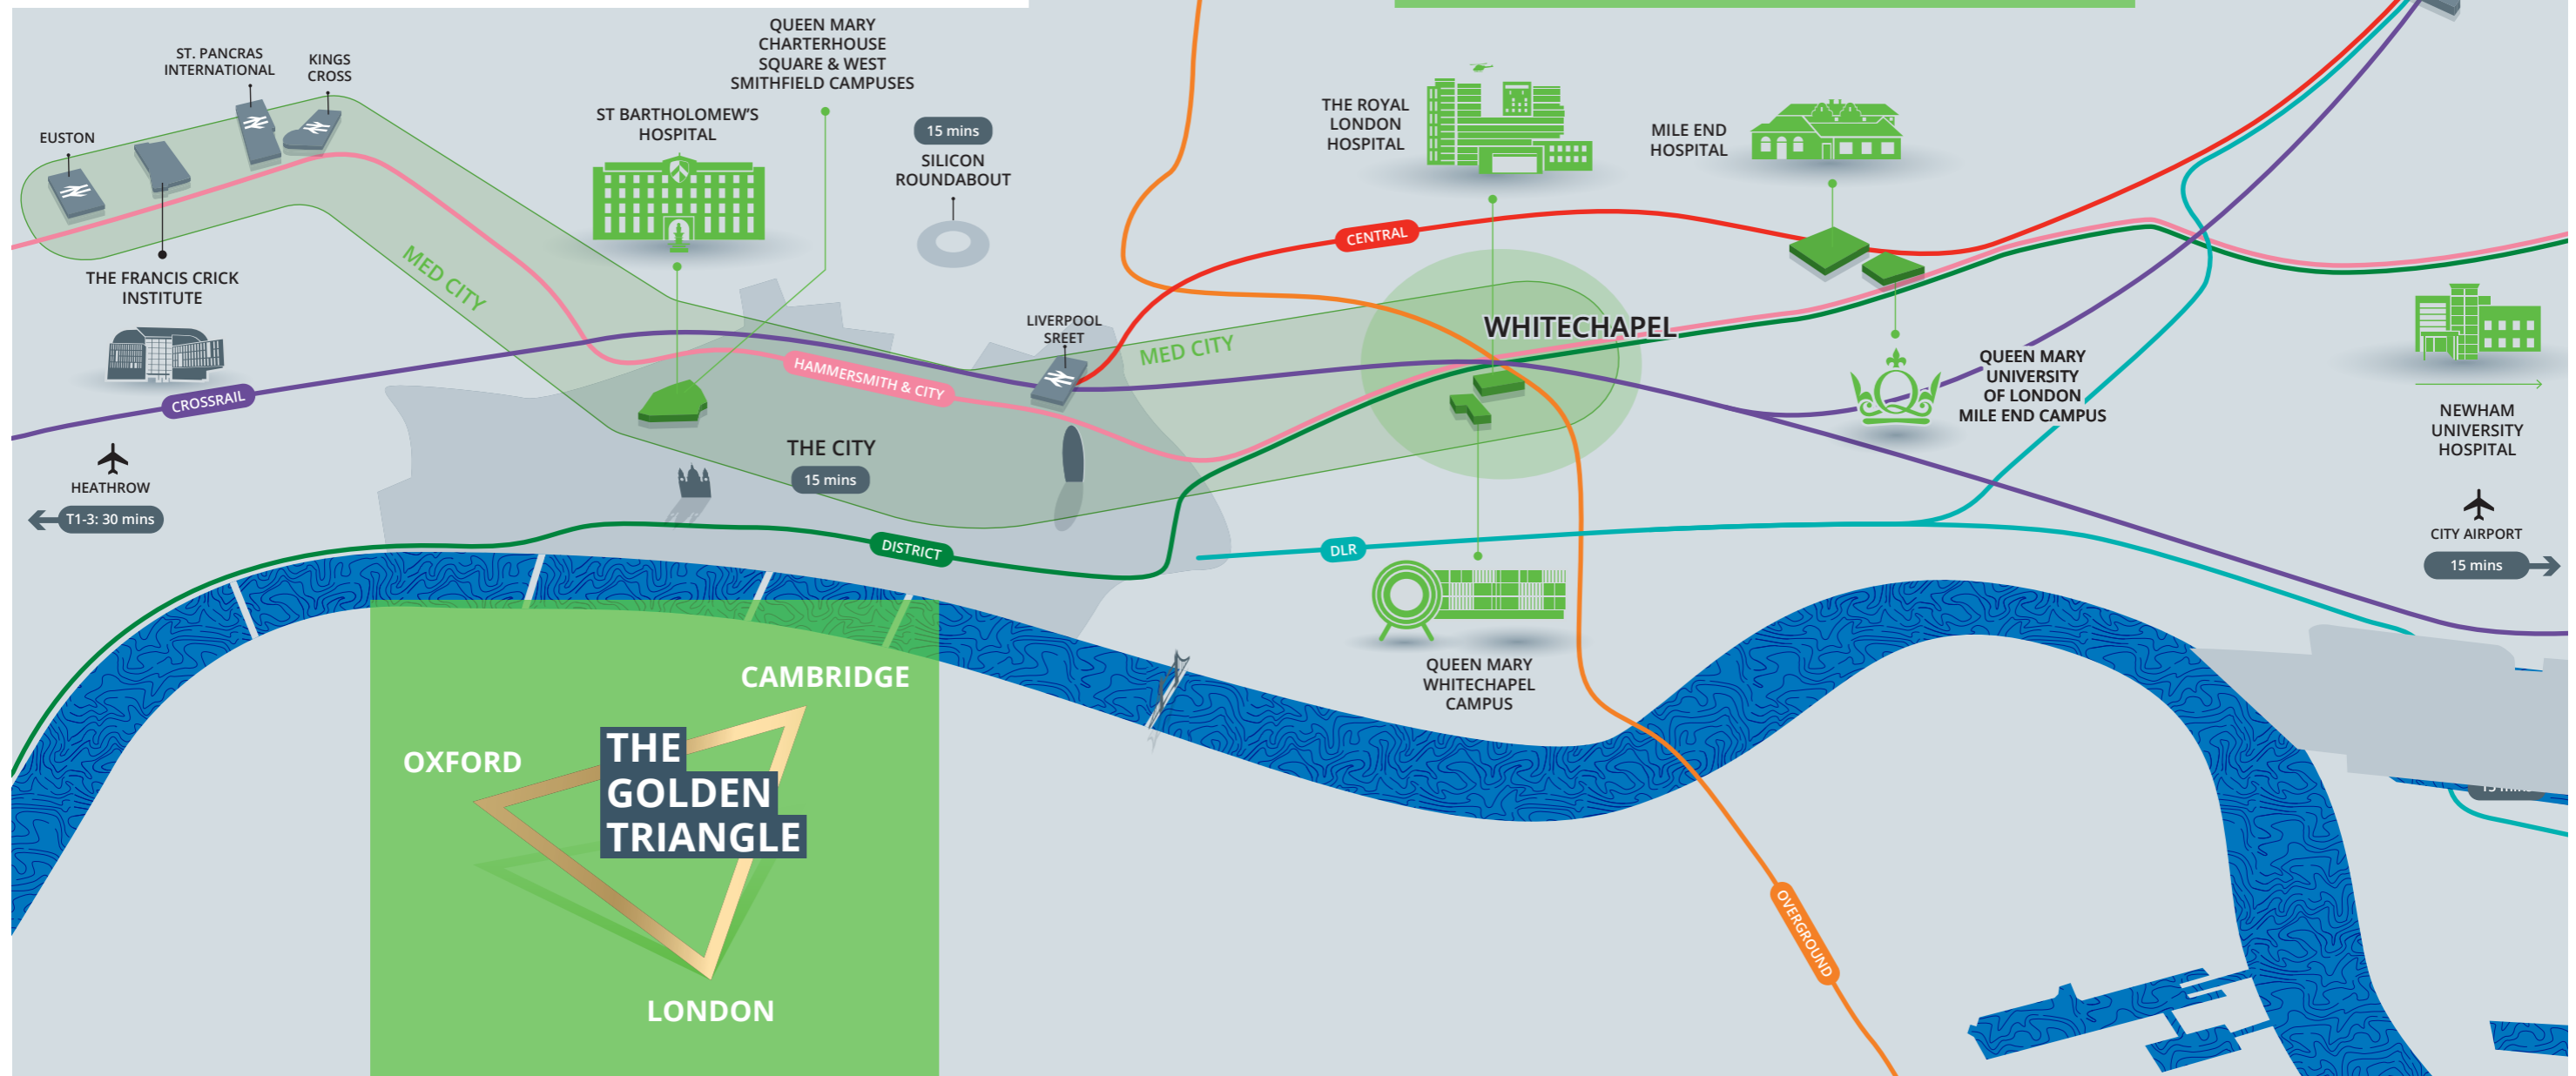 QUEEN MARY
CHARTERHOUSE
SQUARE & WEST
SMITHFIELD CAMPUSES
ST. PANCRAS
INTERNATIONAL
KINGS
CROSS
EUSTON
ST BARTHOLOMEW'S
HOSPITAL
15 mins
SILICON
ROUNDABOUT
THE ROYAL
LONDON
HOSPITAL
MILE END
HOSPITAL
THE FRANCIS CRICK
INSTITUTE
MED CITY
CENTRAL
LIVERPOOL
SREET
MED CITY
WHITECHAPEL
HAMMERSMITH & CITY
CROSSRAIL
QUEEN MARY
UNIVERSITY
OF LONDON
MILE END CAMPUS
NEWHAM
UNIVERSITY
HOSPITAL
THE CITY
15 mins
HEATHROW
T1-3: 30 mins
CITY AIRPORT
15 mins
DISTRICT
DLR
QUEEN MARY
WHITECHAPEL
CAMPUS
CAMBRIDGE
OXFORD
THE
GOLDEN
TRIANGLE
LONDON
OVERGROUND